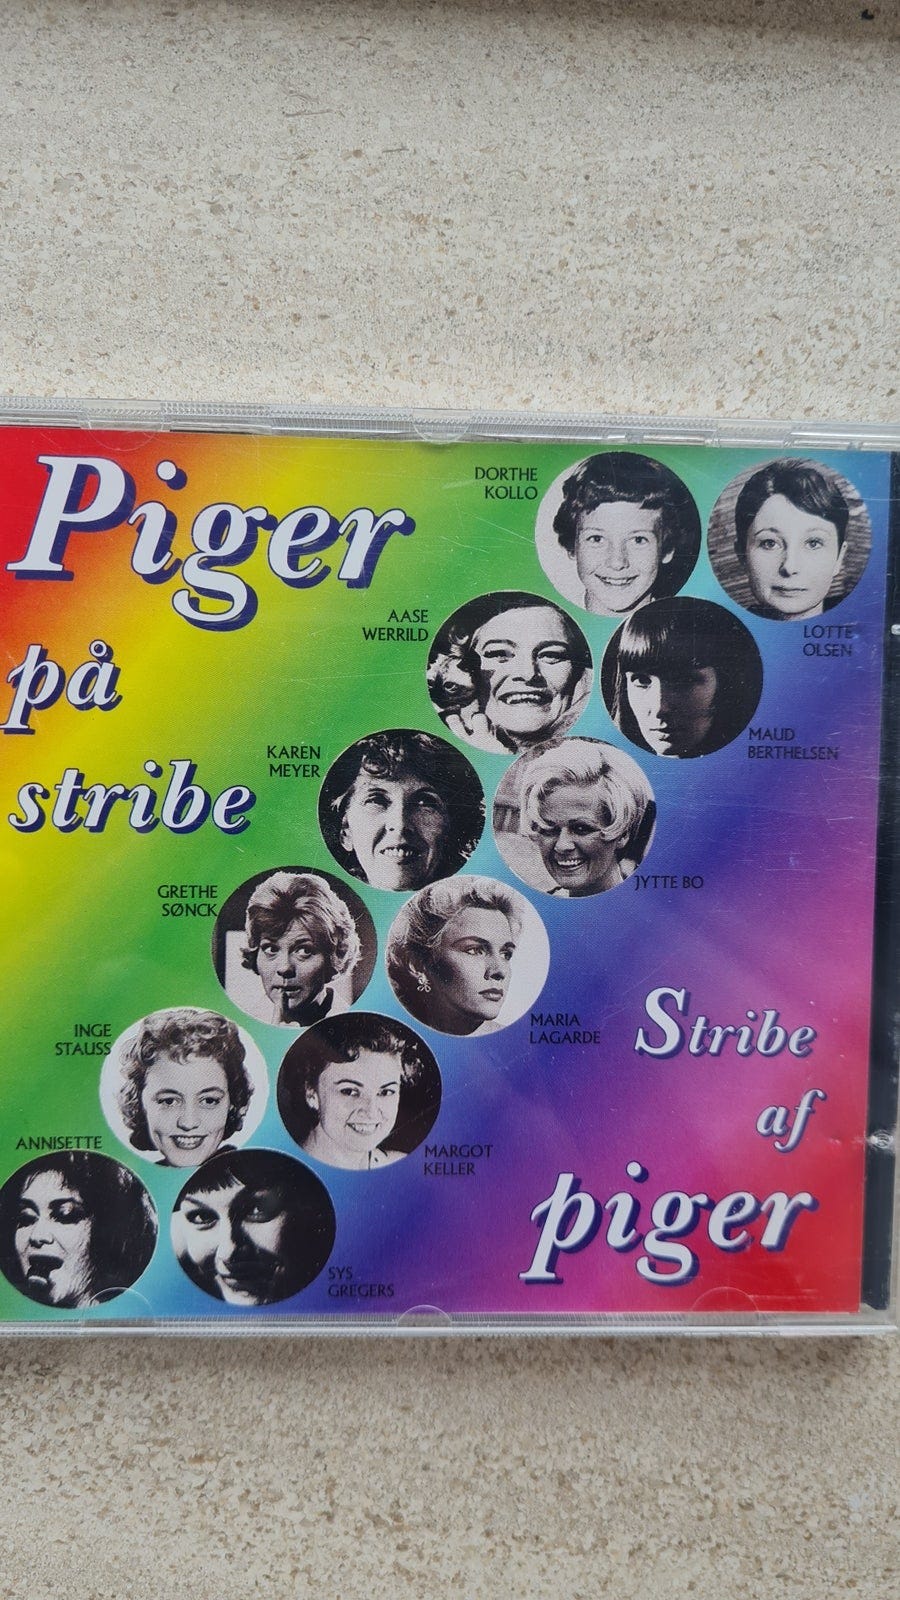 Piger
på
stribe
DORTHE
KOLLO
LOTTE
OLSEN
AASE
WERRILD
MAUD
BERTHELSEN
KAREN
MEYER
JYTTE BO
GRETHE
SØNCK
MARIA
LAGARDE
INGE
STAUSS
MARGOT
KELLER
ANNISETTE
SYS
GREGERS
Stribe
af
piger